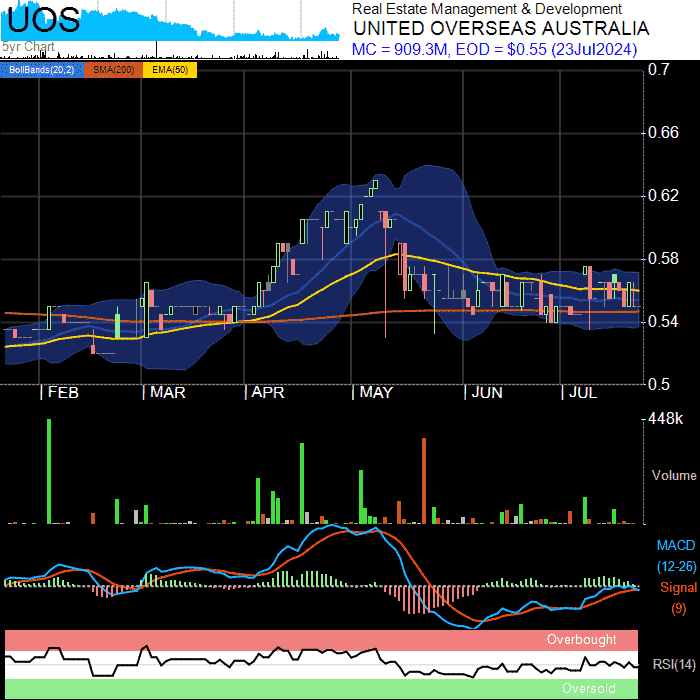 UOS
5yr Chart
Real Estate Management & Development
UNITED OVERSEAS AUSTRALIA
MC = 909.3M, EOD = $0.55 (23Jul2024)
BollBands(20,2) SMA(200) EMA(50)
0.7
0.66
0.62
0.58
0.54
0.5
FEB MAR APR MAY JUN JUL
448k
Volume
MACD
(12-26)
Signal
(9)
Overbought
RSI(14)
Oversold